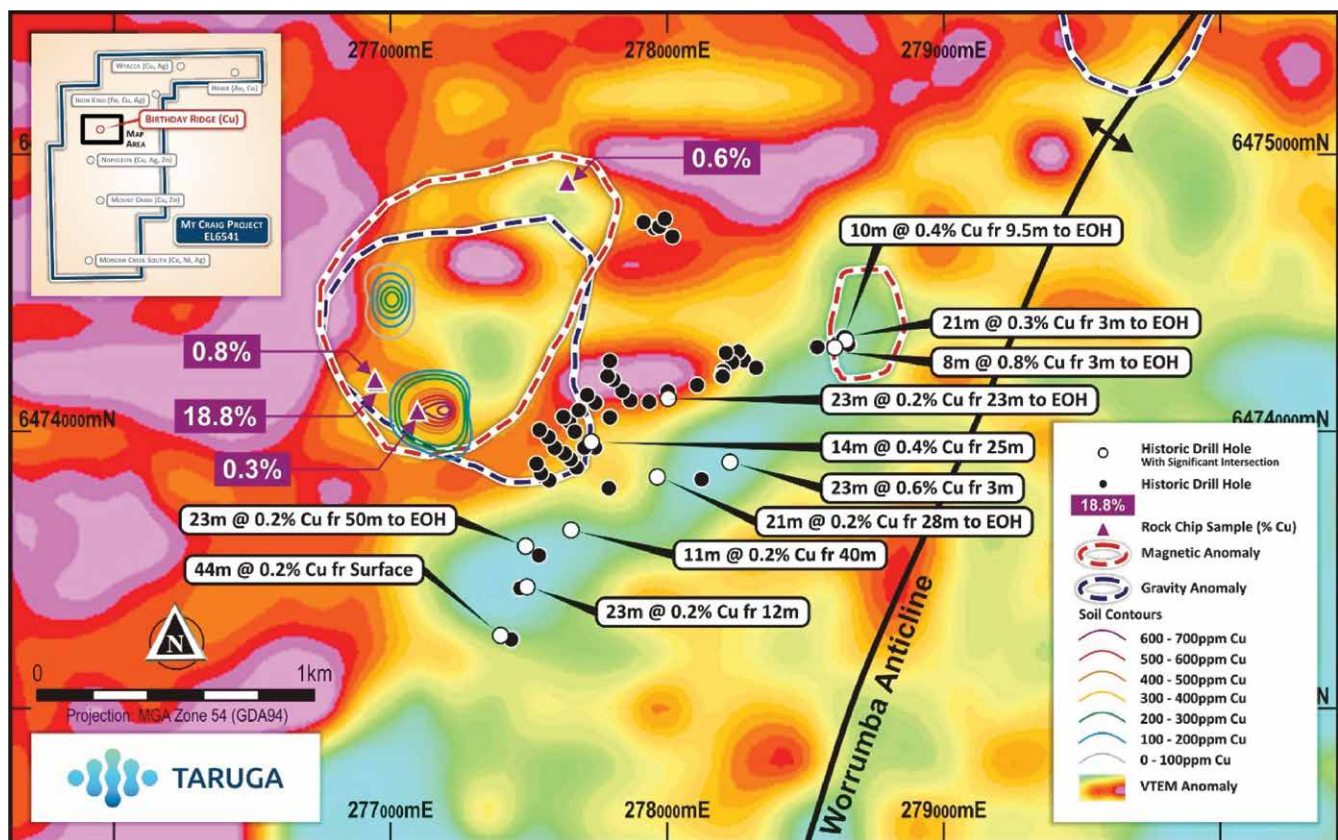 277000mE
278000mE
279000mE
WYACCA (Cu, Ag)
IRON KING (Fe, Cu, Ag)
BIRTHDAY RIDGE (Cu)
MAP
AREA
NAPOLEON (Cu, Ag, Zn)
MOUNT CRAIG (Cu, Zn)
MT CRAIG PROJECT
EL6541
MORGAN CREEK SOUTH (Cu, Ni, Ag)
6475000mN
0.6%
10m @ 0.4% Cu fr 9.5m to EOH
21m @ 0.3% Cu fr 3m to EOH
8m @ 0.8% Cu fr 3m to EOH
0.8%
23m @ 0.2% Cu fr 23m to EOH
18.8%
6474000mN
6474000mN
14m @ 0.4% Cu fr 25m
0.3%
23m @ 0.6% Cu fr 3m
21m @ 0.2% Cu fr 28m to EOH
23m @ 0.2% Cu fr 50m to EOH
11m @ 0.2% Cu fr 40m
44m @ 0.2% Cu fr Surface
23m @ 0.2% Cu fr 12m
Worrumba Anticline
Historic Drill Hole
With Significant Intersection
Historic Drill Hole
18.8%
Rock Chip Sample (% Cu)
Magnetic Anomaly
Gravity Anomaly
Soil Contours
600 - 700ppm Cu
500 - 600ppm Cu
400 - 500ppm Cu
300 - 400ppm Cu
200 - 300ppm Cu
100 - 200ppm Cu
0 - 100ppm Cu
VTEM Anomaly
N
0 1km
Projection: MGA Zone 54 (GDA94)
TARUGA
277000mE
278000mE
279000mE